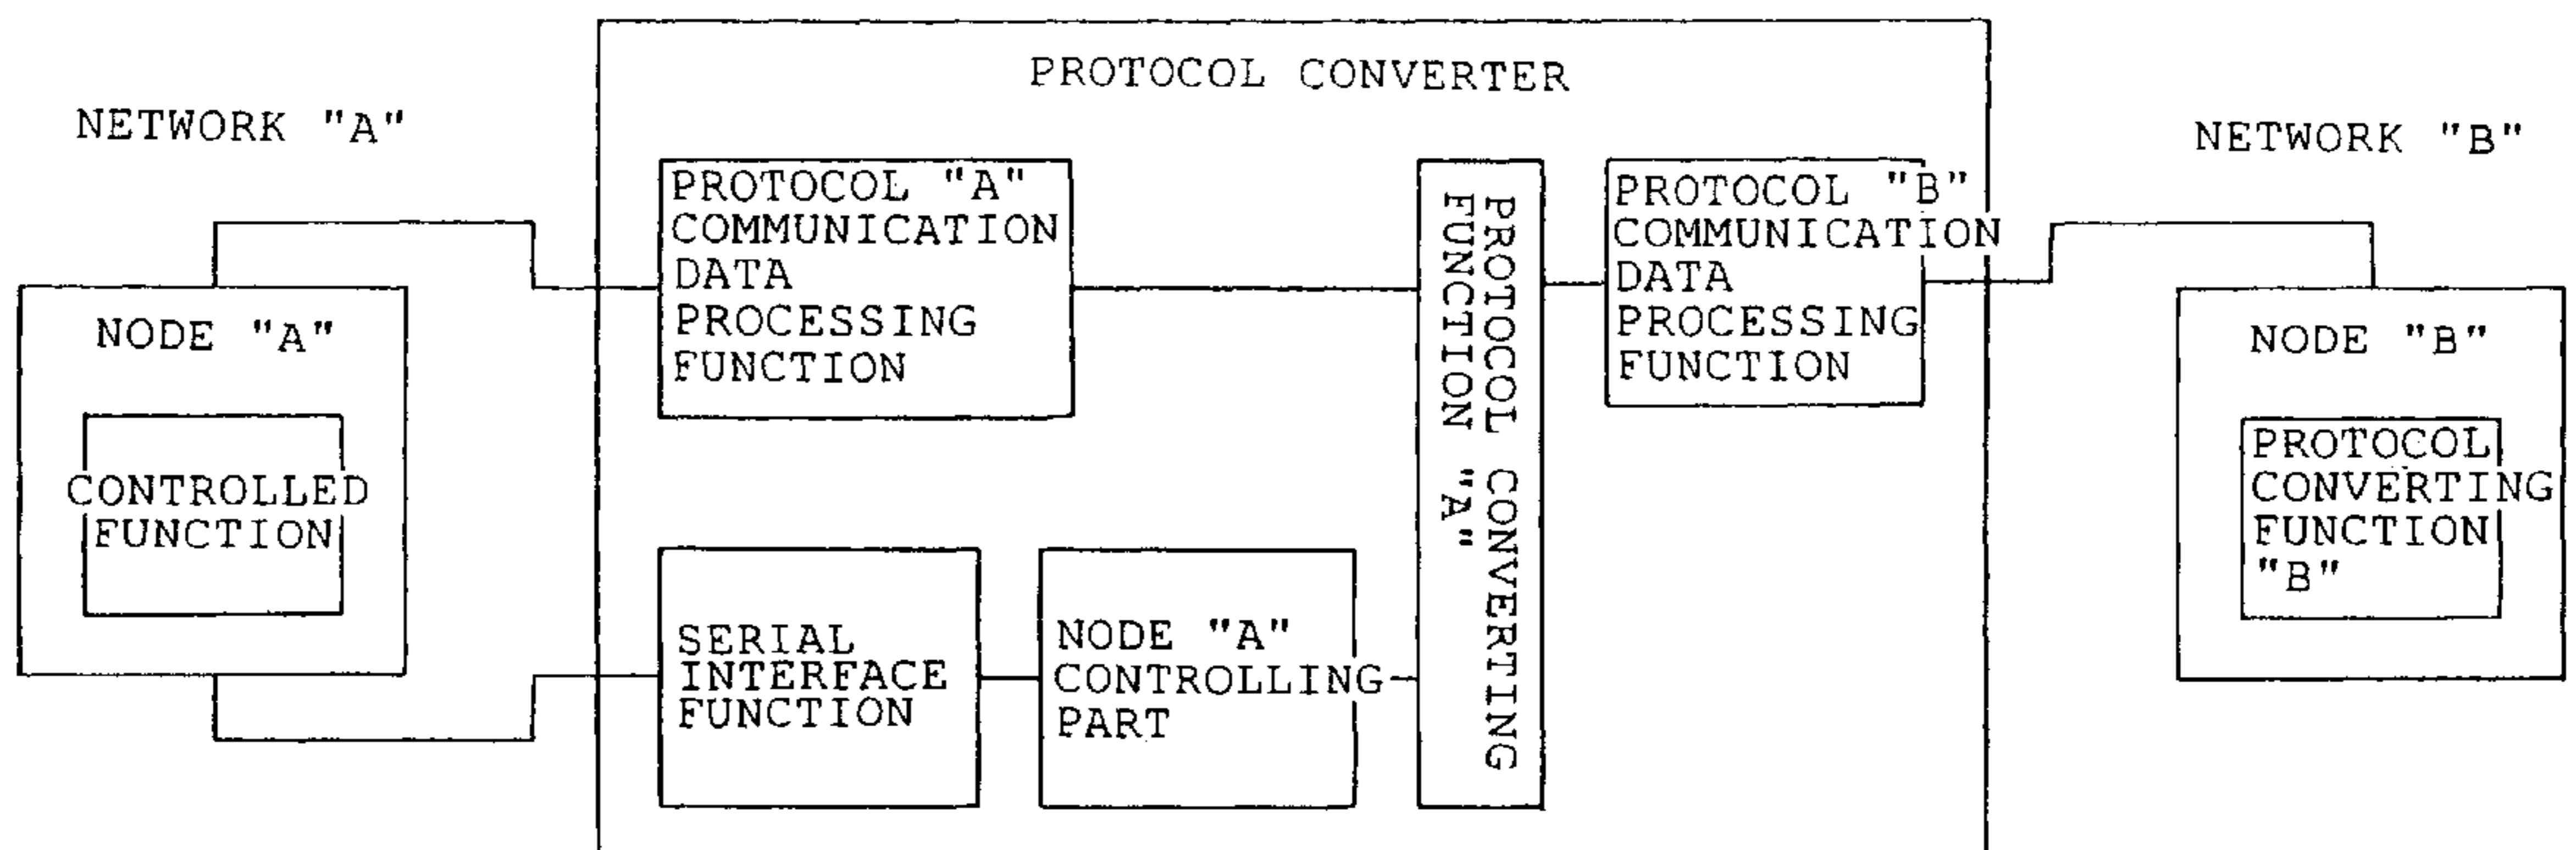 PROTOCOL CONVERTER
NETWORK "A"
NETWORK "B"
PROTOCOL "A"
COMMUNICATION
DATA
PROCESSING
FUNCTION
PROTOCOL CONVERTING
FUNCTION "A"
PROTOCOL "B"
COMMUNICATION
DATA
PROCESSING
FUNCTION
NODE "A"
CONTROLLED
FUNCTION
NODE "B"
PROTOCOL
CONVERTING
FUNCTION
"B"
SERIAL
INTERFACE
FUNCTION
NODE "A"
CONTROLLING
PART